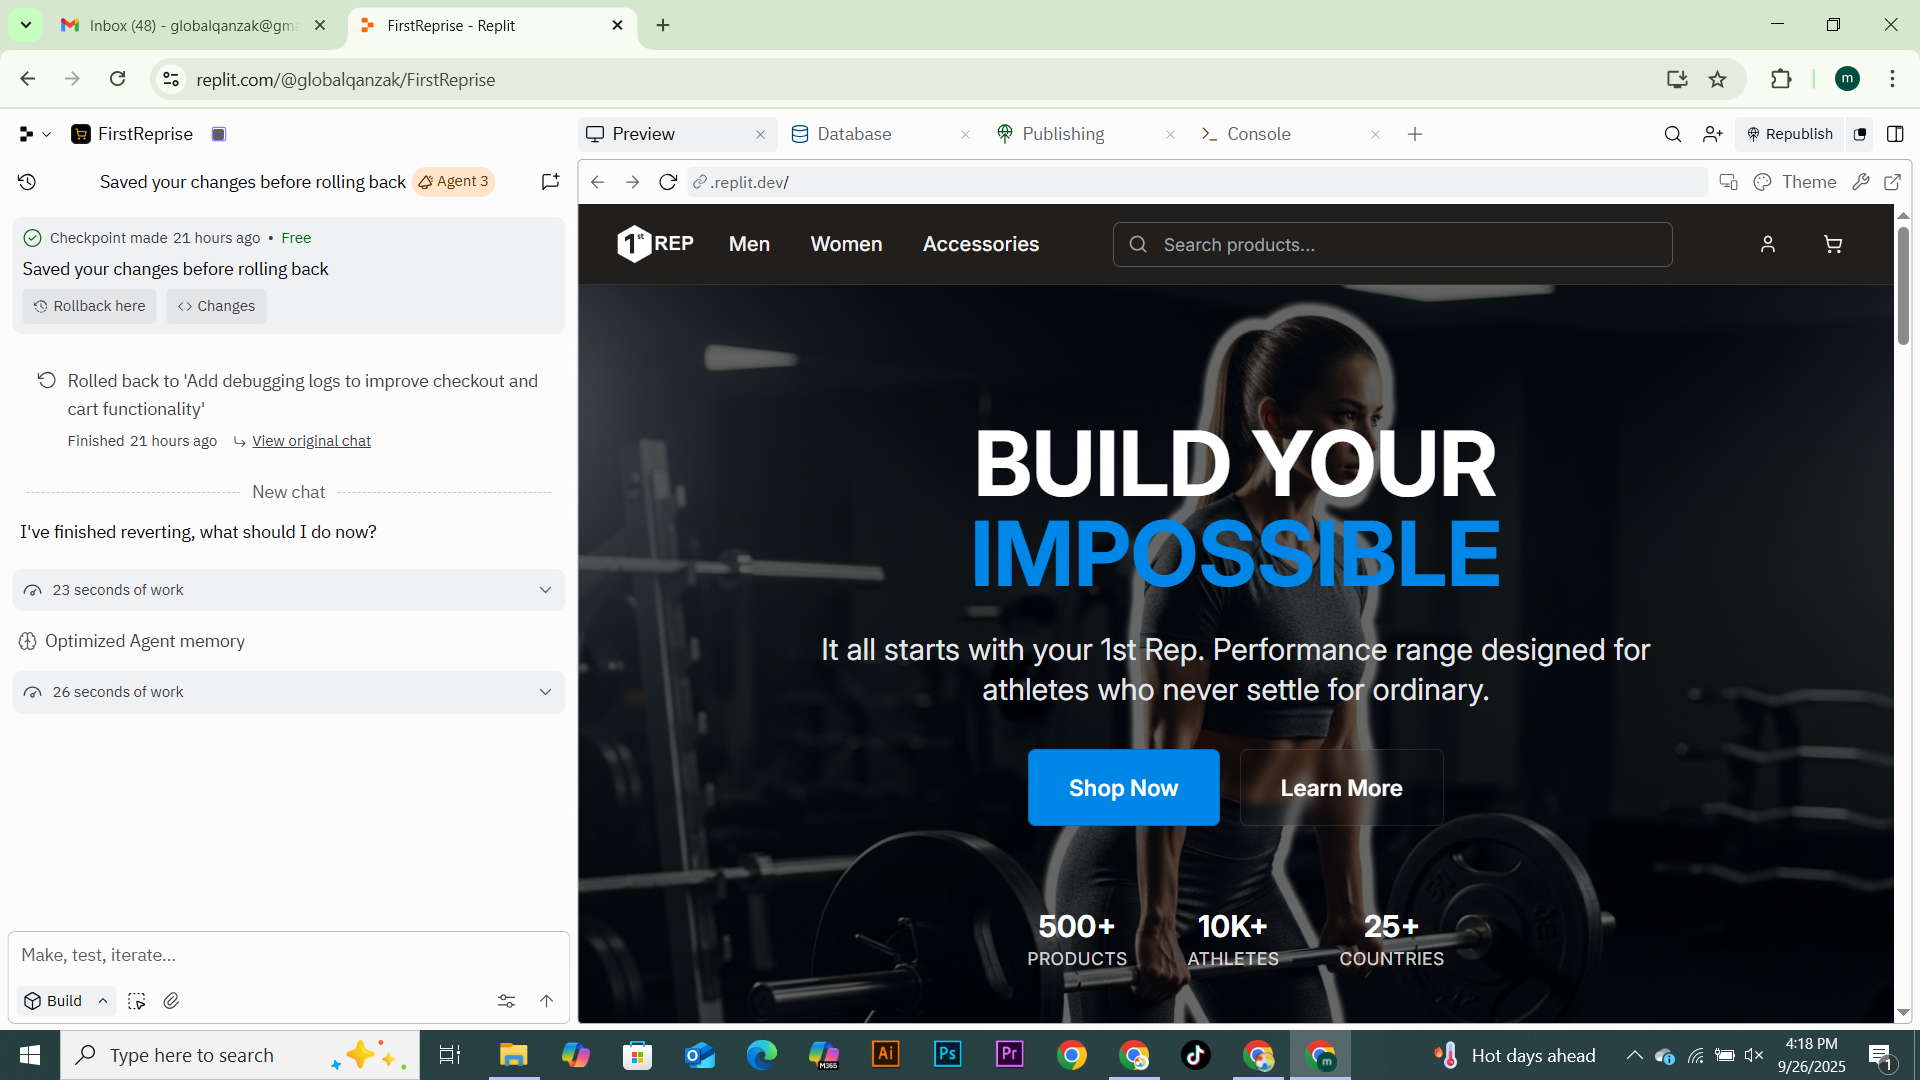 Inbox (48) - globalqanzak@gm
FirstReprise - Replit
replit.com/@globalqanzak/FirstReprise
m
FirstReprise
Preview
Database
Publishing
Console
Republish
Saved your changes before rolling back
Agent 3
.replit.dev/
Theme
Checkpoint made 21 hours ago • Free
Saved your changes before rolling back
Rollback here
Changes
Rolled back to 'Add debugging logs to improve checkout and
cart functionality'
Finished 21 hours ago
View original chat
New chat
I've finished reverting, what should I do now?
23 seconds of work
Optimized Agent memory
26 seconds of work
Make, test, iterate...
Build
1st REP
Men
Women
Accessories
Search products...
BUILD YOUR
IMPOSSIBLE
It all starts with your 1st Rep. Performance range designed for
athletes who never settle for ordinary.
Shop Now
Learn More
500+
PRODUCTS
10K+
ATHLETES
25+
COUNTRIES
Type here to search
M365
Ai
Ps
Pr
m
Hot days ahead
4:18 PM
9/26/2025
1